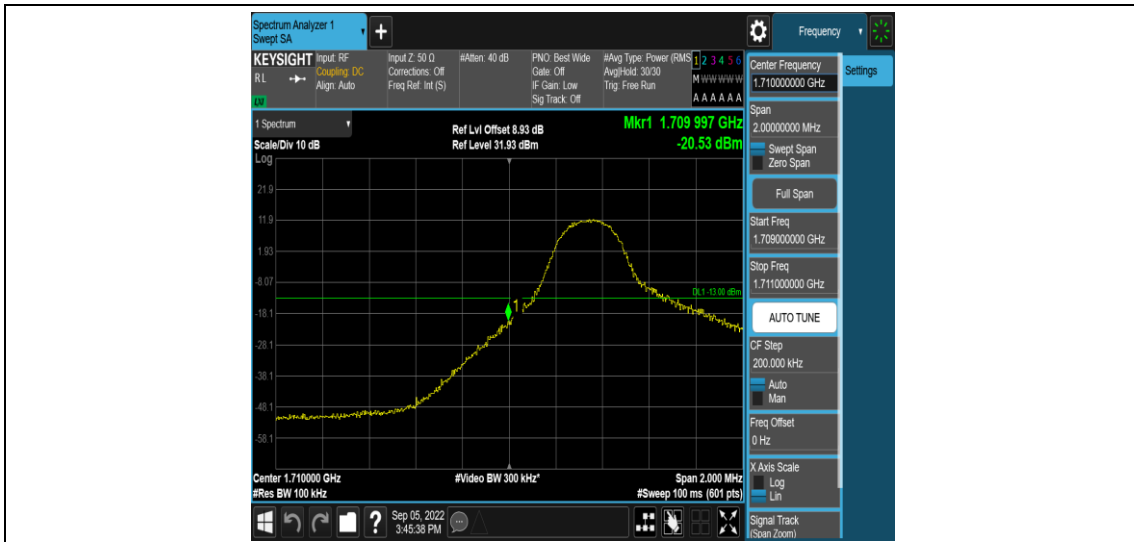 Spectrum Analyzer 1
Swept SA
+
Frequency
KEYSIGHT
RL
LXI
Input: RF
Coupling: DC
Align: Auto
Input Z: 50 Ω
Corrections: Off
Freq Ref: Int (S)
#Atten: 40 dB
PNO: Best Wide
Gate: Off
IF Gain: Low
Sig Track: Off
#Avg Type: Power (RMS
Avg|Hold: 30/30
Trig: Free Run
1 2 3 4 5 6
M W W W W W
A A A A A A
1 Spectrum
Scale/Div 10 dB
Log
Ref Lvl Offset 8.93 dB
Ref Level 31.93 dBm
Mkr1 1.709 997 GHz
-20.53 dBm
21.9
11.9
1.93
-8.07
-18.1
-28.1
-38.1
-48.1
-58.1
DL1 -13.00 dBm
1
Center 1.710000 GHz
#Res BW 100 kHz
#Video BW 300 kHz*
Span 2.000 MHz
#Sweep 100 ms (601 pts)
?
Sep 05, 2022
3:45:38 PM
Center Frequency
1.710000000 GHz
Span
2.00000000 MHz
Swept Span
Zero Span
Full Span
Start Freq
1.709000000 GHz
Stop Freq
1.711000000 GHz
AUTO TUNE
CF Step
200.000 kHz
Auto
Man
Freq Offset
0 Hz
X Axis Scale
Log
Lin
Signal Track
(Span Zoom)
Settings